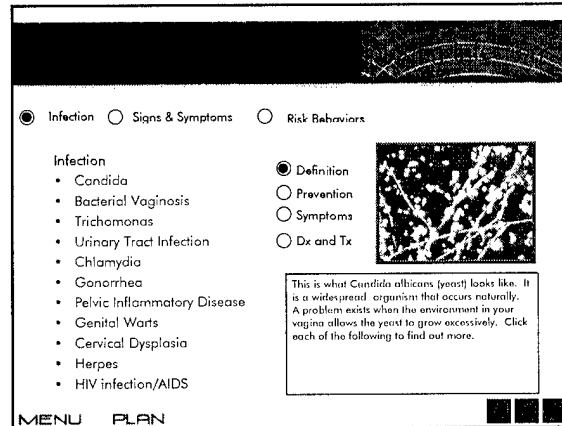 Infection Signs & Symptoms Risk Behaviors
Infection
• Candida
• Bacterial Vaginosis
• Trichomonas
• Urinary Tract Infection
• Chlamydia
• Gonorrhea
• Pelvic Inflammatory Disease
• Genital Warts
• Cervical Dysplasia
• Herpes
• HIV infection/AIDS
Definition
Prevention
Symptoms
Dx and Tx
This is what Candida albicans (yeast) looks like. It
is a widespread organism that occurs naturally.
A problem exists when the environment in your
vagina allows the yeast to grow excessively. Click
each of the following to find out more.
MENU PLAN